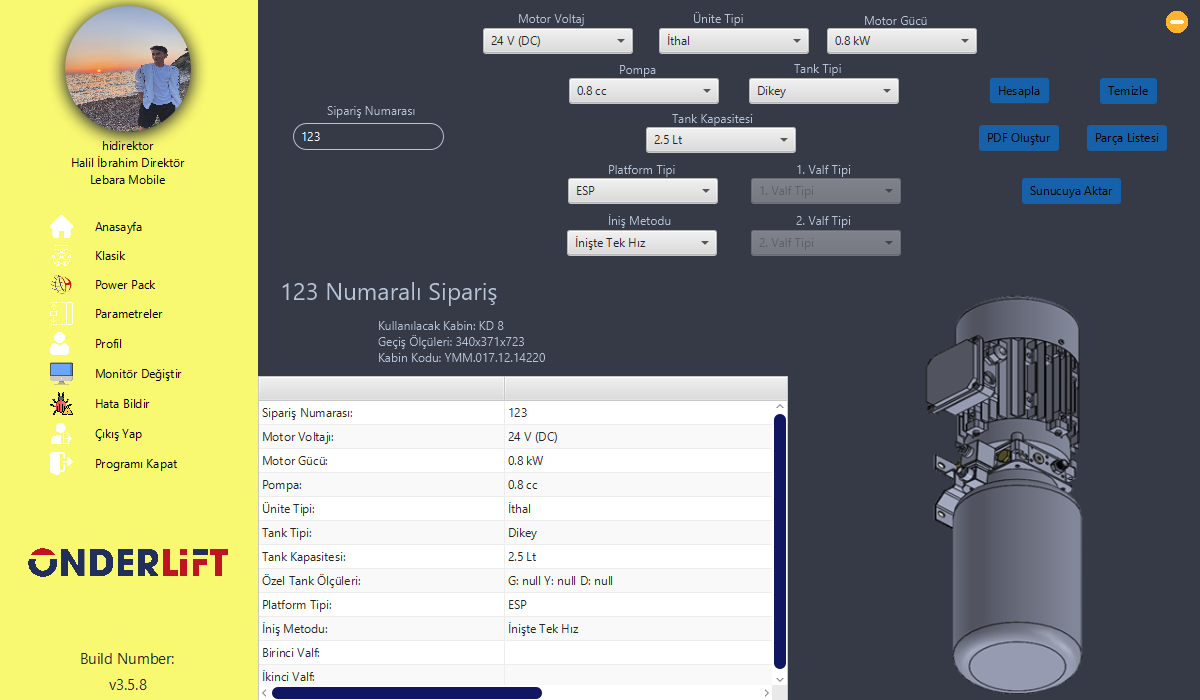 hidirektor
Halil İbrahim Direktör
Lebara Mobile
Anasayfa
Klasik
Power Pack
Parametreler
Profil
Monitör Değiştir
Hata Bildir
Çıkış Yap
Programı Kapat
ONDERLiFT
Build Number:
v3.5.8
Sipariş Numarası
123
Motor Voltaj
24 V (DC)
Ünite Tipi
İthal
Motor Gücü
0.8 kW
Pompa
0.8 cc
Tank Tipi
Dikey
Tank Kapasitesi
2.5 Lt
Platform Tipi
ESP
1. Valf Tipi
1. Valf Tipi
İniş Metodu
İnişte Tek Hız
2. Valf Tipi
2. Valf Tipi
Hesapla
Temizle
PDF Oluştur
Parça Listesi
Sunucuya Aktar
123 Numaralı Sipariş
Kullanılacak Kabin: KD 8
Geçiş Ölçüleri: 340x371x723
Kabin Kodu: YMM.017.12.14220
Sipariş Numarası: 123
Motor Voltajı: 24 V (DC)
Motor Gücü: 0.8 kW
Pompa: 0.8 cc
Ünite Tipi: İthal
Tank Tipi: Dikey
Tank Kapasitesi: 2.5 Lt
Özel Tank Ölçüleri: G: null Y: null D: null
Platform Tipi: ESP
İniş Metodu: İnişte Tek Hız
Birinci Valf:
İkinci Valf: